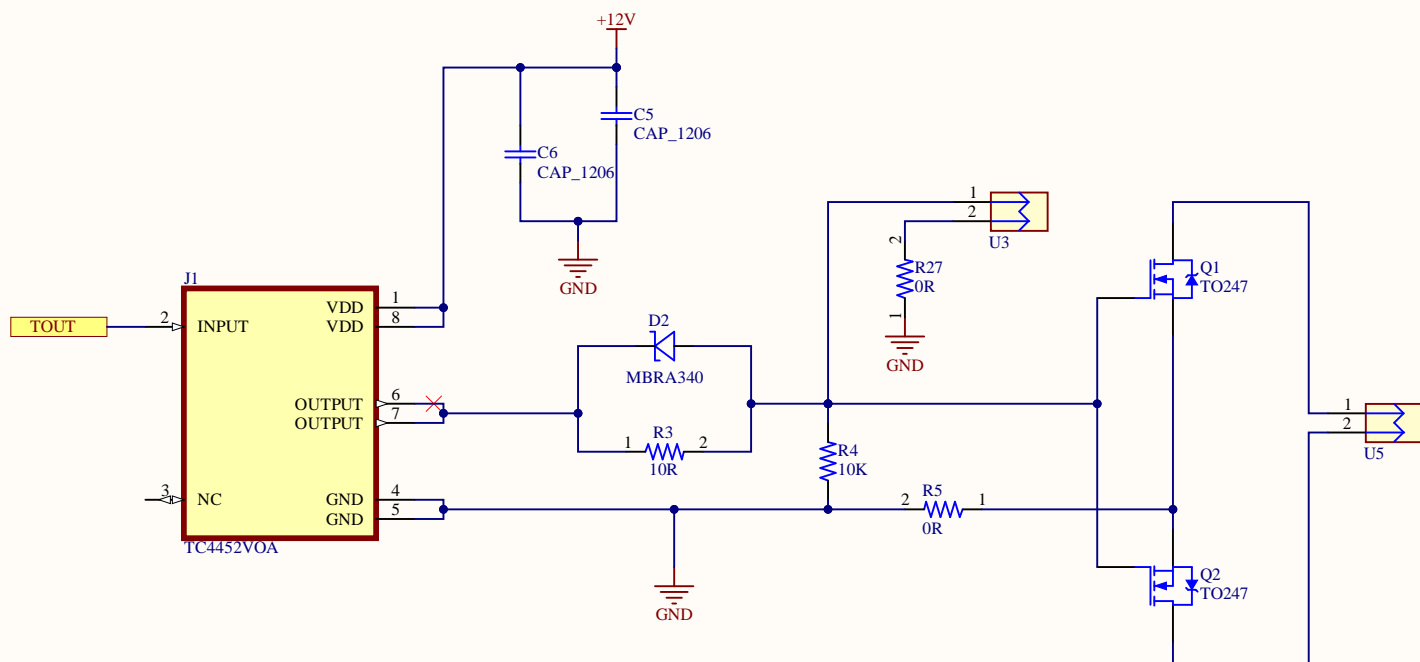 +12V
C5
CAP_1206
C6
CAP_1206
GND
1
2
U3
2
R27
0R
1
GND
Q1
TO247
J1
TOUT
2
INPUT
VDD
1
VDD
8
D2
MBRA340
OUTPUT
6
OUTPUT
7
1
R3
2
10R
R4
10K
1
2
U5
3
NC
GND
4
GND
5
2
R5
1
0R
TC4452VOA
GND
Q2
TO247